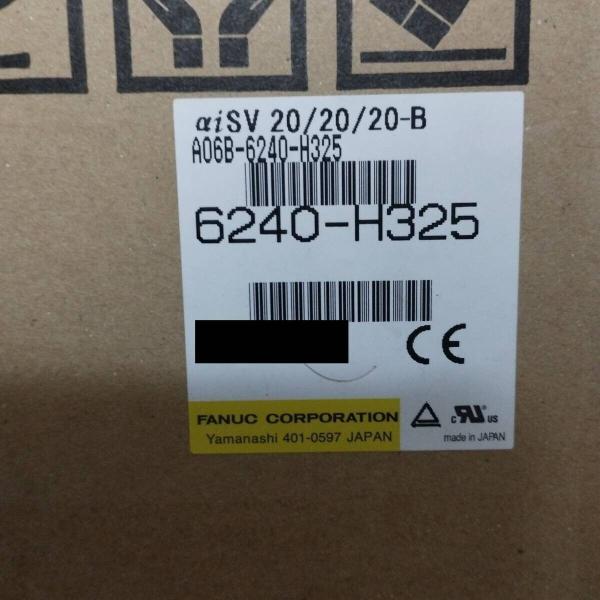 αiSV 20/20/20-B
A06B-6240-H325
6240-H325
CE
FANUC CORPORATION
Yamanashi 401-0597 JAPAN
c RU US
made in JAPAN